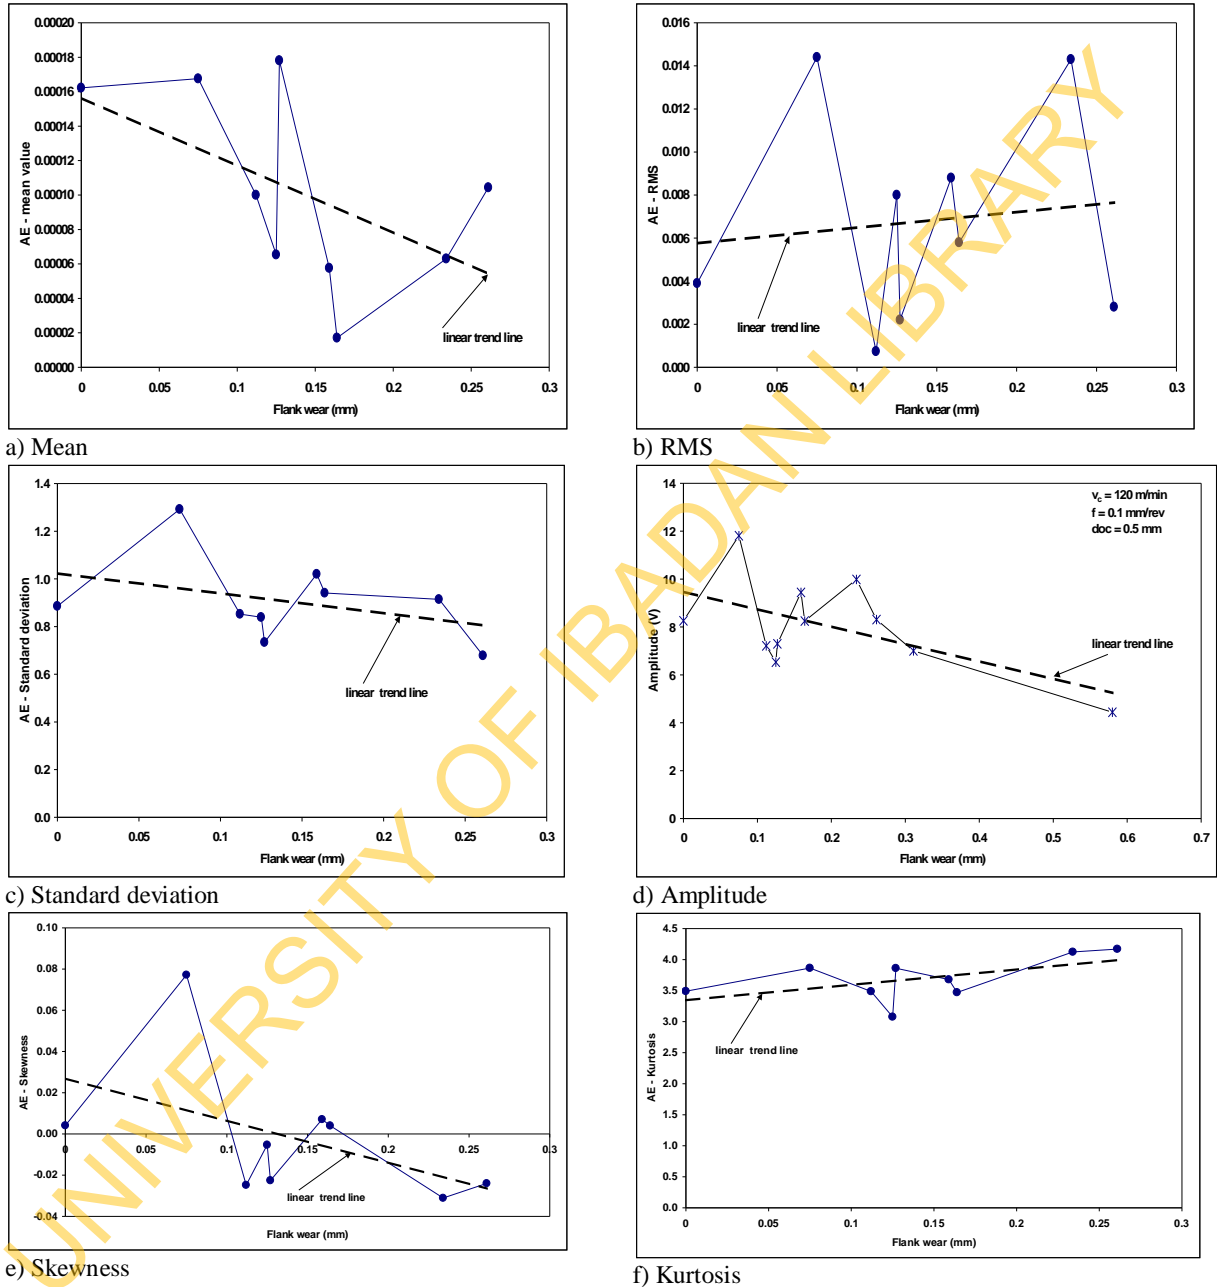 0.00020
0.00018
0.00016
0.00014
0.00012
0.00010
0.00008
0.00006
0.00004
0.00002
0.00000
AE - mean value
0 0.05 0.1 0.15 0.2 0.25 0.3
Flank wear (mm)
linear trend line
a) Mean
0.016
0.014
0.012
0.010
0.008
0.006
0.004
0.002
0.000
AE - RMS
0 0.05 0.1 0.15 0.2 0.25 0.3
Flank wear (mm)
linear trend line
b) RMS
1.4
1.2
1.0
0.8
0.6
0.4
0.2
0.0
AE - Standard deviation
0 0.05 0.1 0.15 0.2 0.25 0.3
Flank wear (mm)
linear trend line
c) Standard deviation
14
12
10
8
6
4
2
0
Amplitude (V)
0 0.1 0.2 0.3 0.4 0.5 0.6 0.7
Flank wear (mm)
vc = 120 m/min
f = 0.1 mm/rev
doc = 0.5 mm
linear trend line
d) Amplitude
0.10
0.08
0.06
0.04
0.02
0.00
-0.02
-0.04
AE - Skewness
0 0.05 0.1 0.15 0.2 0.25 0.3
Flank wear (mm)
linear trend line
e) Skewness
4.5
4.0
3.5
3.0
2.5
2.0
1.5
1.0
0.5
0.0
AE - Kurtosis
0 0.05 0.1 0.15 0.2 0.25 0.3
Flank wear (mm)
linear trend line
f) Kurtosis
UNIVERSITY OF IBADAN LIBRARY